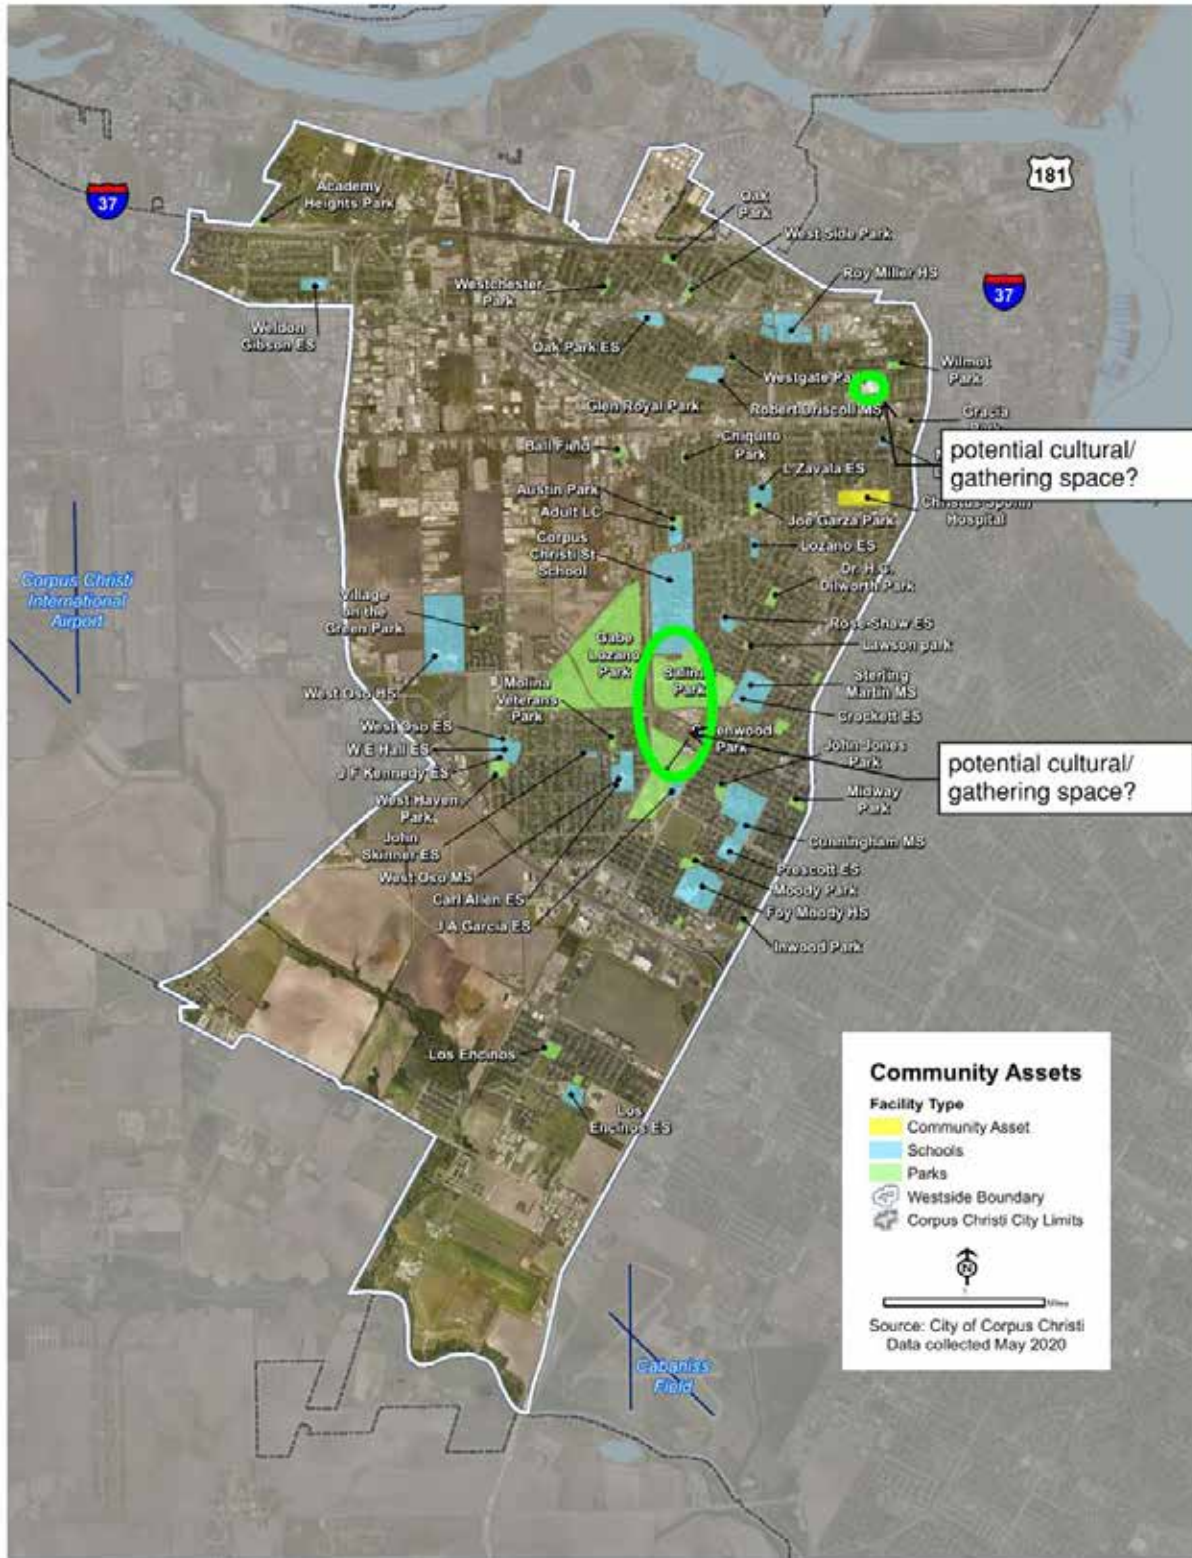 181
37
37
Academy
Heights Park
Oak
Park
West Side Park
Roy Miller HS
Westchester
Park
Weldon
Gibson ES
Oak Park ES
Wilmot
Park
Westgate
Robert Driscoll MS
Glen Royal Park
Gracia
Ball Field
Chiquito
Park
potential cultural/
gathering space?
L Zavala ES
Austin Park
Adult LC
Joe Garza Park
Christus Spohn
Hospital
Corpus
Christi St
School
Lozano ES
Dr. H.C.
Dilworth Park
Corpus Christi
International
Airport
Village
on the
Green Park
Gabe
Lozano
Park
Rose Shaw ES
Lawson park
Salinas
Park
West Oso HS
Molina
Veterans
Park
Sterling
Martin MS
Crockett ES
West Oso ES
W E Hall ES
J F Kennedy ES
Park
John Jones
Park
potential cultural/
gathering space?
West Haven
Park
Midway
Park
John
Skinner ES
Cunningham MS
West Oso MS
Prescott ES
Carl Allen ES
Moody Park
J A Garcia ES
Foy Moody HS
Inwood Park
Los Encinos
Los
Encinos ES
Cabaniss
Field
Community Assets
Facility Type
Community Asset
Schools
Parks
Westside Boundary
Corpus Christi City Limits
N
Miles
Source: City of Corpus Christi
Data collected May 2020